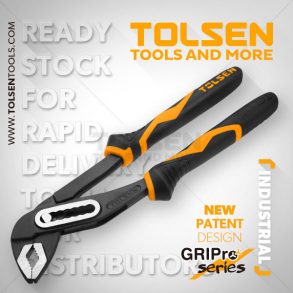 READY
STOCK
FOR
RAPID
DELIVERY
TO
DISTRIBUTOR
TOLSEN
TOOLS AND MORE
WWW.TOLSENTOOLS.COM
TOLSEN
INDUSTRIAL
NEW
PATENT
DESIGN
GRIPro
series